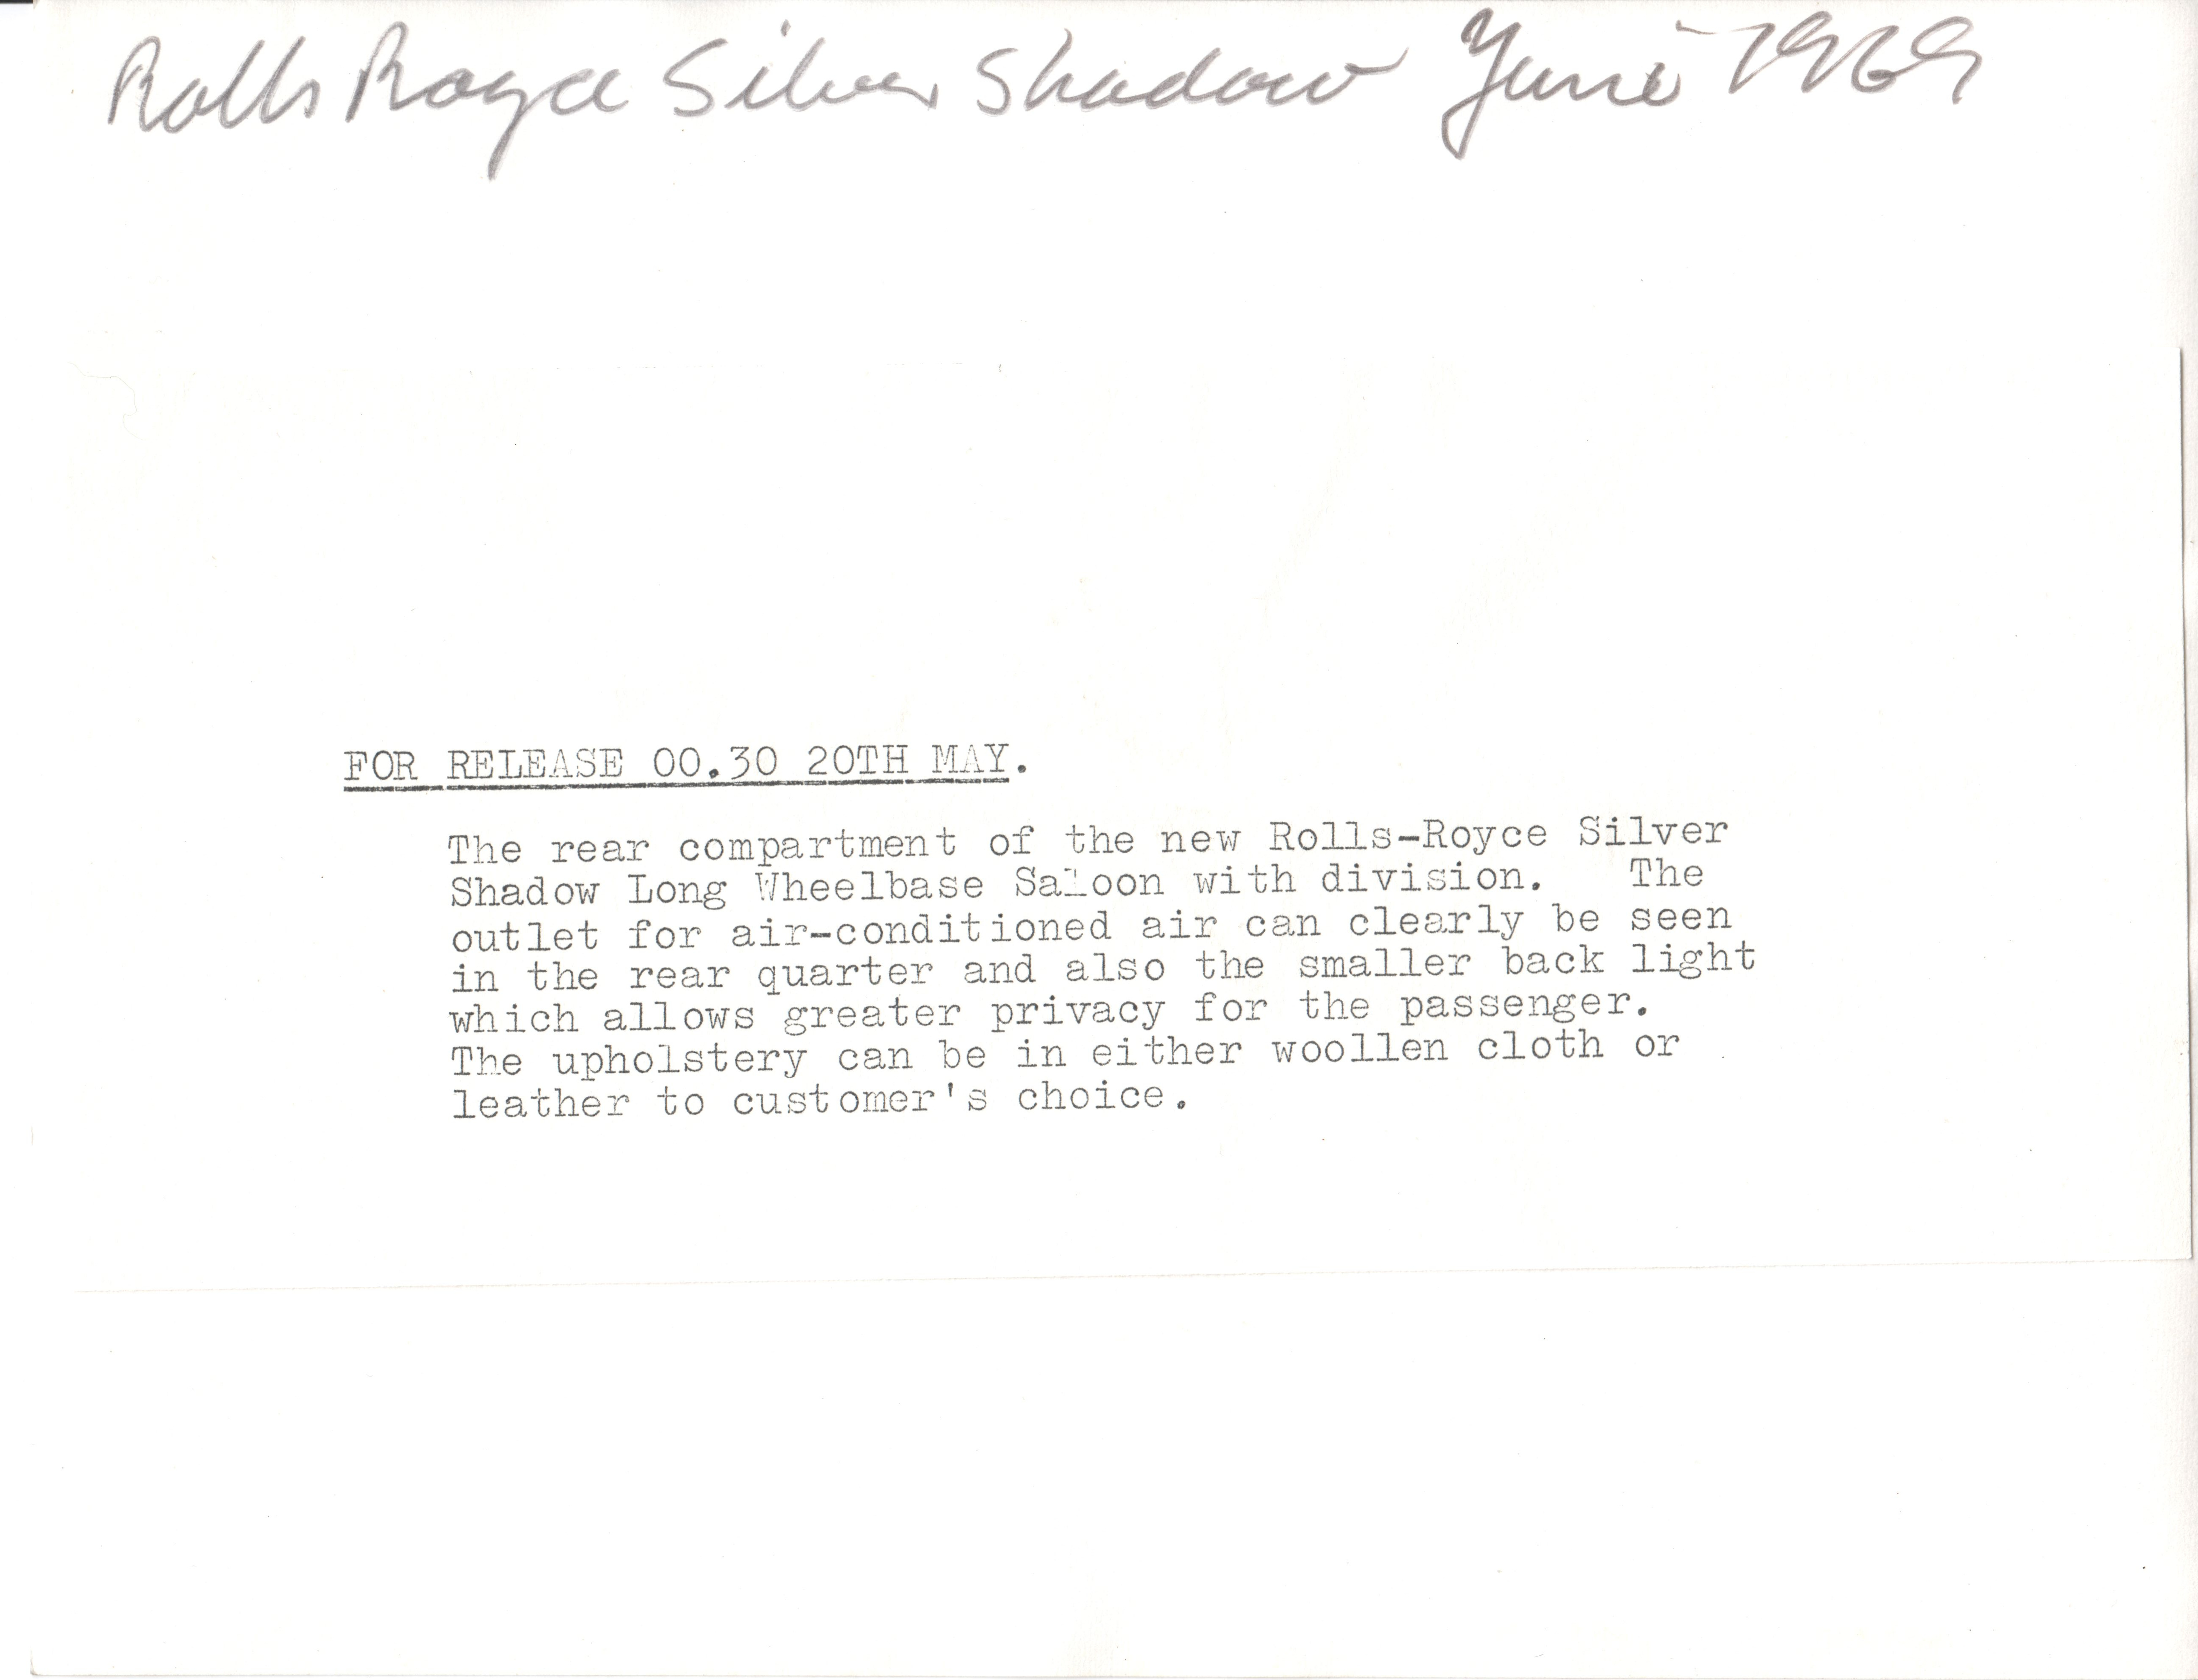 Rolls Royce Silver Shadow June 1969
FOR RELEASE 00.30 20TH MAY.
The rear compartment of the new Rolls-Royce Silver
Shadow Long Wheelbase Saloon with division. The
outlet for air-conditioned air can clearly be seen
in the rear quarter and also the smaller back light
which allows greater privacy for the passenger.
The upholstery can be in either woollen cloth or
leather to customer's choice.